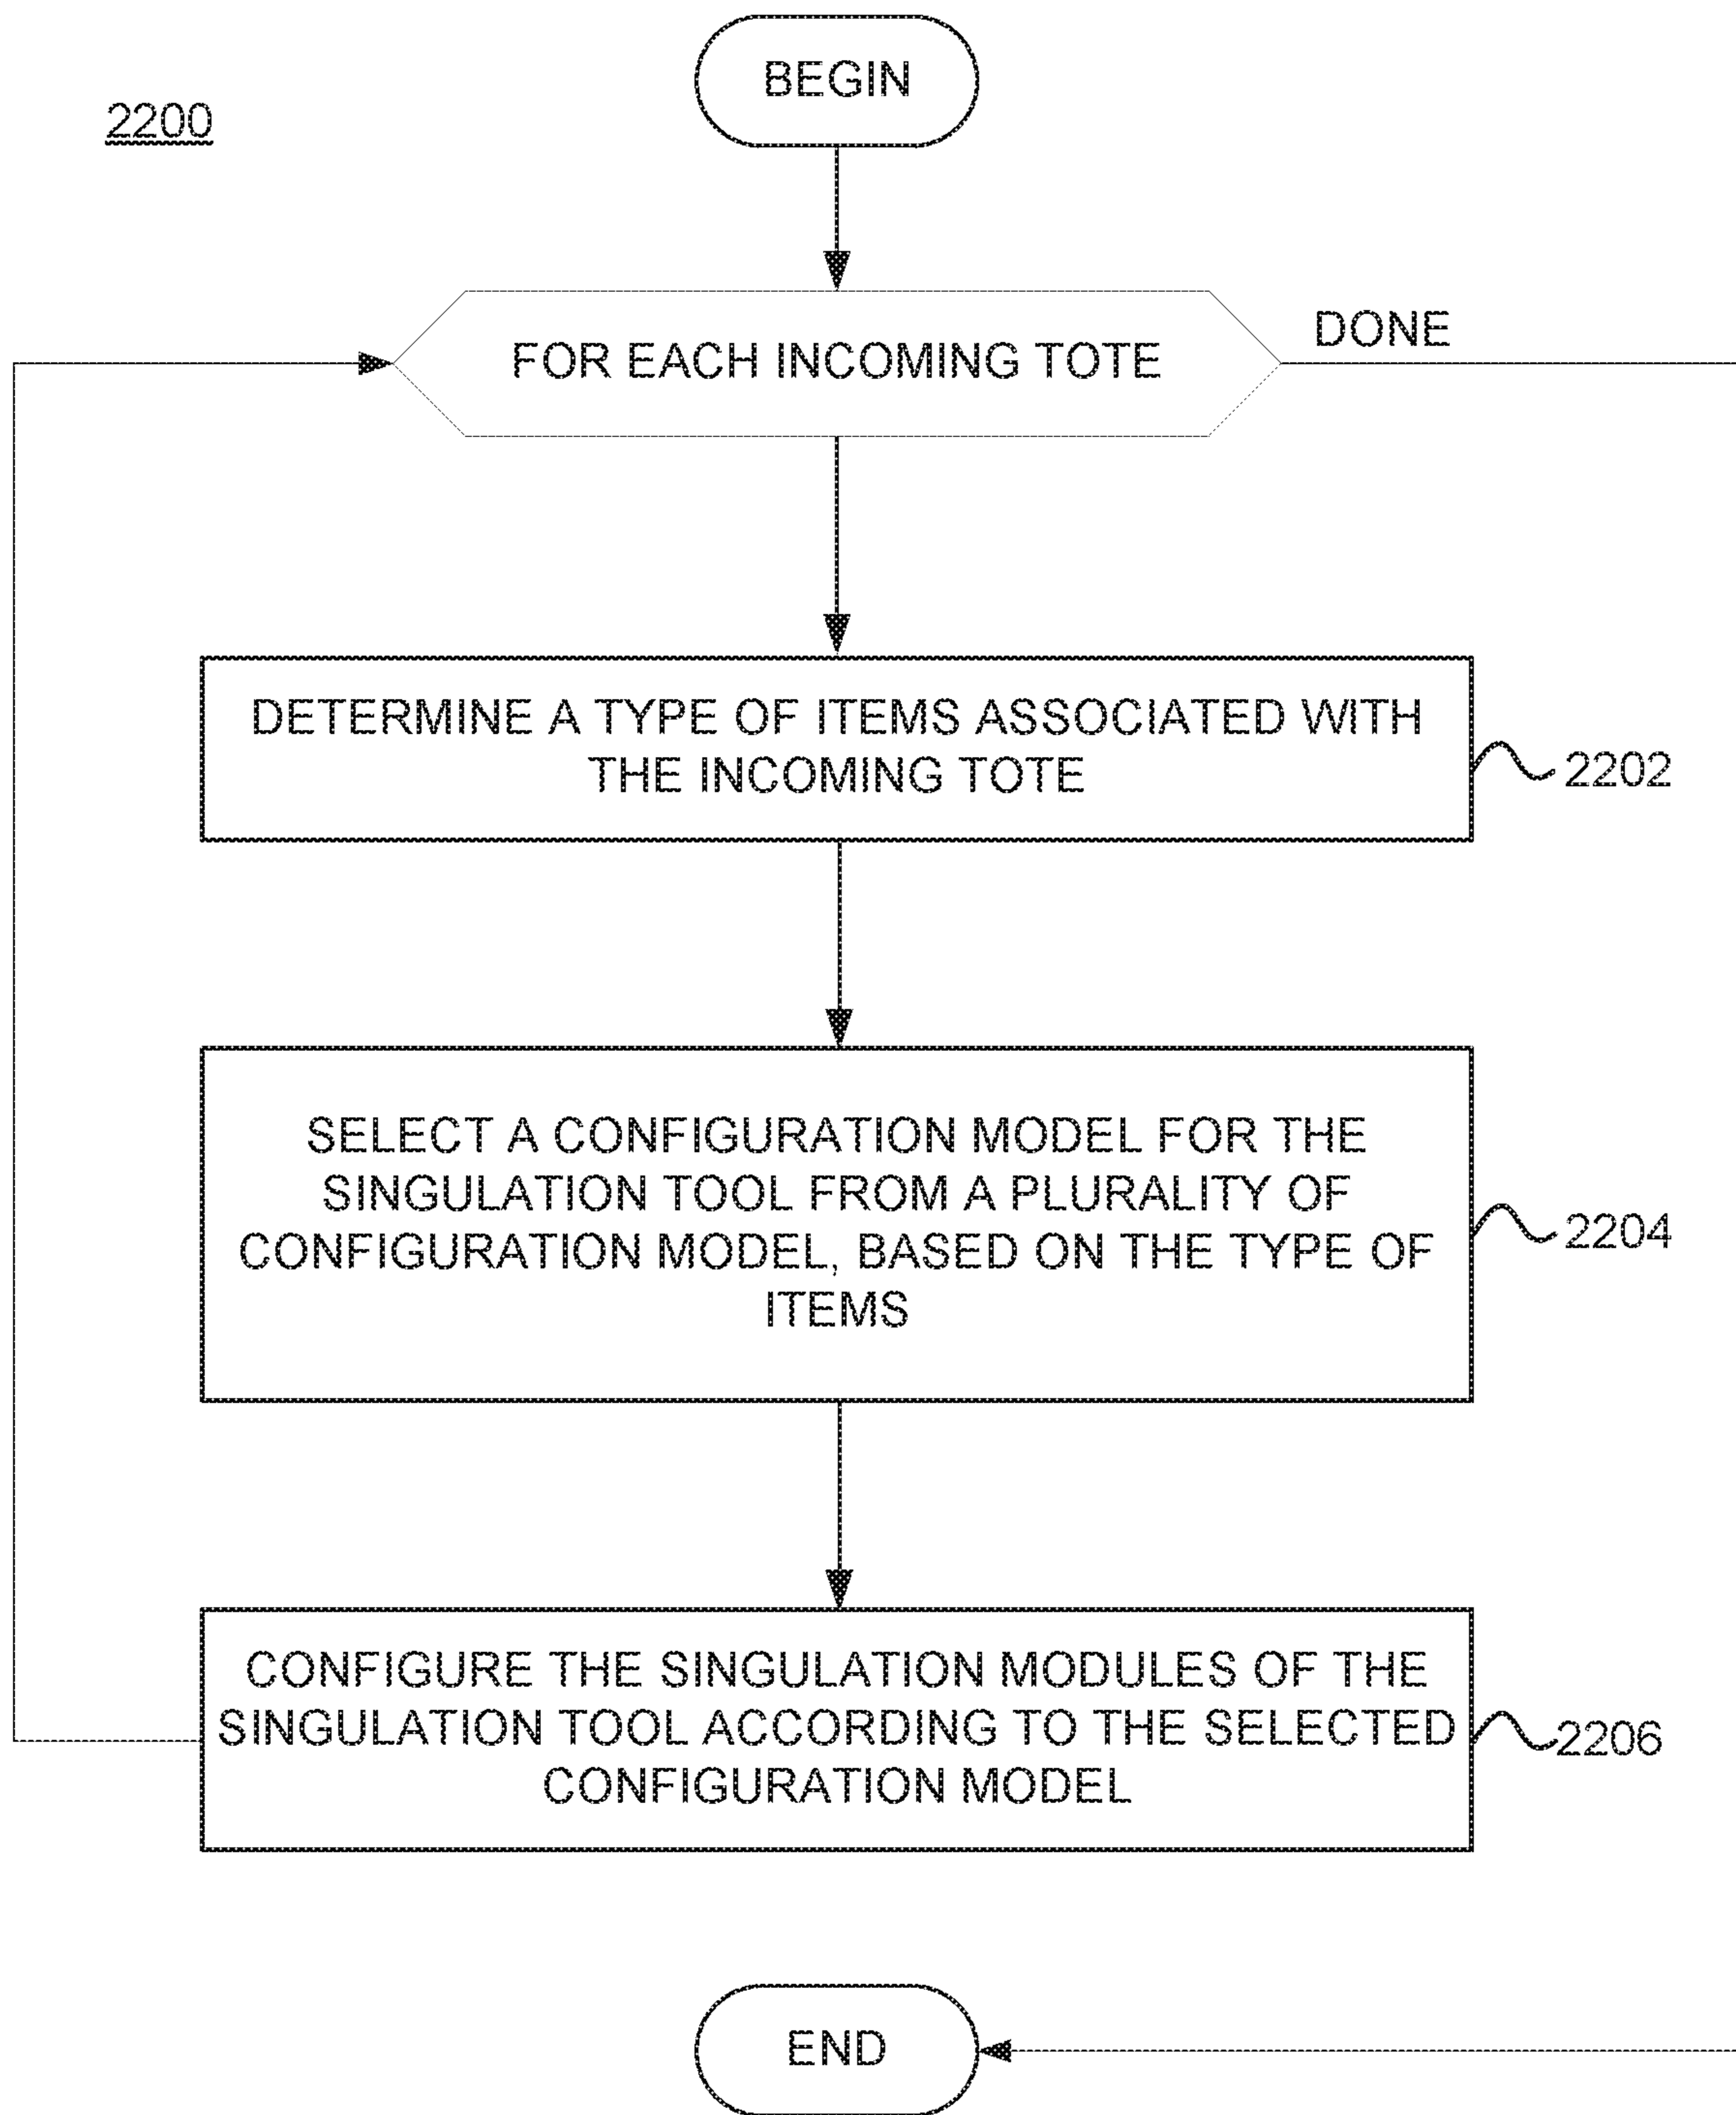 BEGIN
2200
FOR EACH INCOMING TOTE
DONE
DETERMINE A TYPE OF ITEMS ASSOCIATED WITH
THE INCOMING TOTE
2202
SELECT A CONFIGURATION MODEL FOR THE
SINGULATION TOOL FROM A PLURALITY OF
CONFIGURATION MODEL, BASED ON THE TYPE OF
ITEMS
2204
CONFIGURE THE SINGULATION MODULES OF THE
SINGULATION TOOL ACCORDING TO THE SELECTED
CONFIGURATION MODEL
2206
END